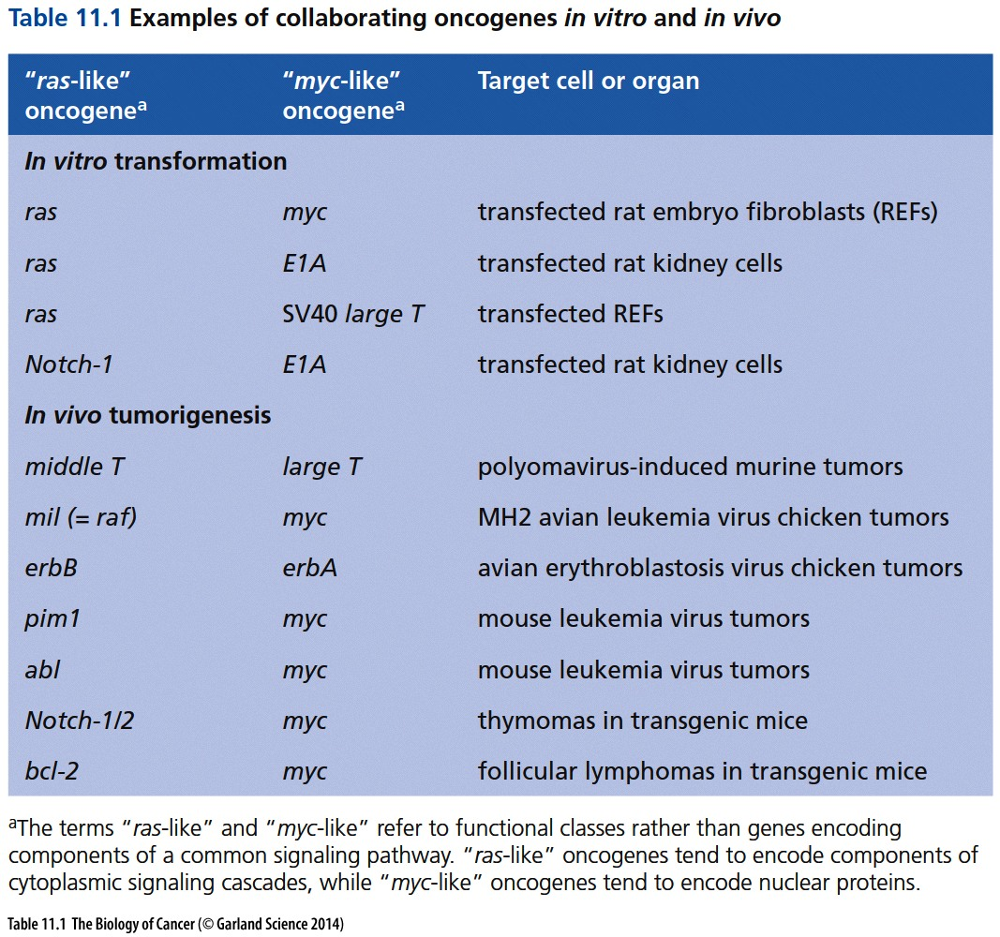 Table 11.1 Examples of collaborating oncogenes in vitro and in vivo
“ras-like” “myc-like” Target cell or organ
oncogeneᵃ oncogeneᵃ
In vitro transformation
ras myc transfected rat embryo fibroblasts (REFs)
ras E1A transfected rat kidney cells
ras SV40 large T transfected REFs
Notch-1 E1A transfected rat kidney cells
In vivo tumorigenesis
middle T large T polyomavirus-induced murine tumors
mil (= raf) myc MH2 avian leukemia virus chicken tumors
erbB erbA avian erythroblastosis virus chicken tumors
pim1 myc mouse leukemia virus tumors
abl myc mouse leukemia virus tumors
Notch-1/2 myc thymomas in transgenic mice
bcl-2 myc follicular lymphomas in transgenic mice
ᵃThe terms “ras-like” and “myc-like” refer to functional classes rather than genes encoding
components of a common signaling pathway. “ras-like” oncogenes tend to encode components of
cytoplasmic signaling cascades, while “myc-like” oncogenes tend to encode nuclear proteins.
Table 11.1 The Biology of Cancer (© Garland Science 2014)